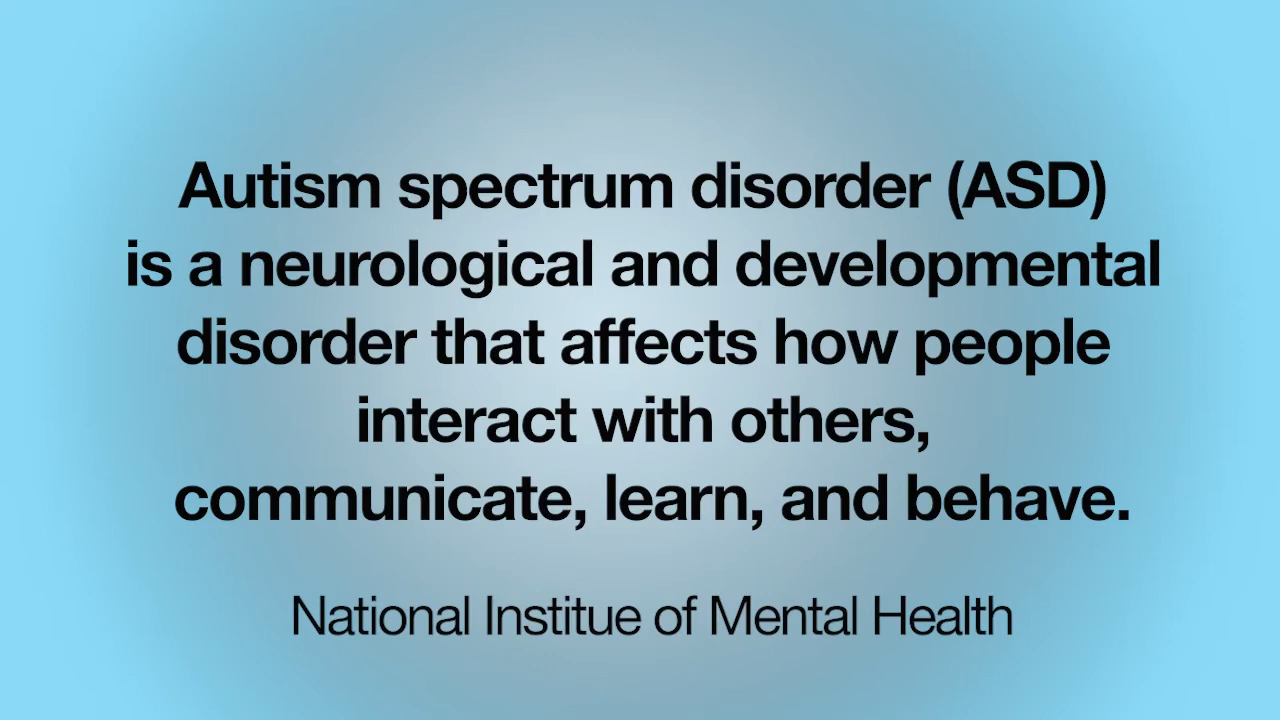 Autism spectrum disorder (ASD)
is a neurological and developmental
disorder that affects how people
interact with others,
communicate, learn, and behave.
National Institue of Mental Health